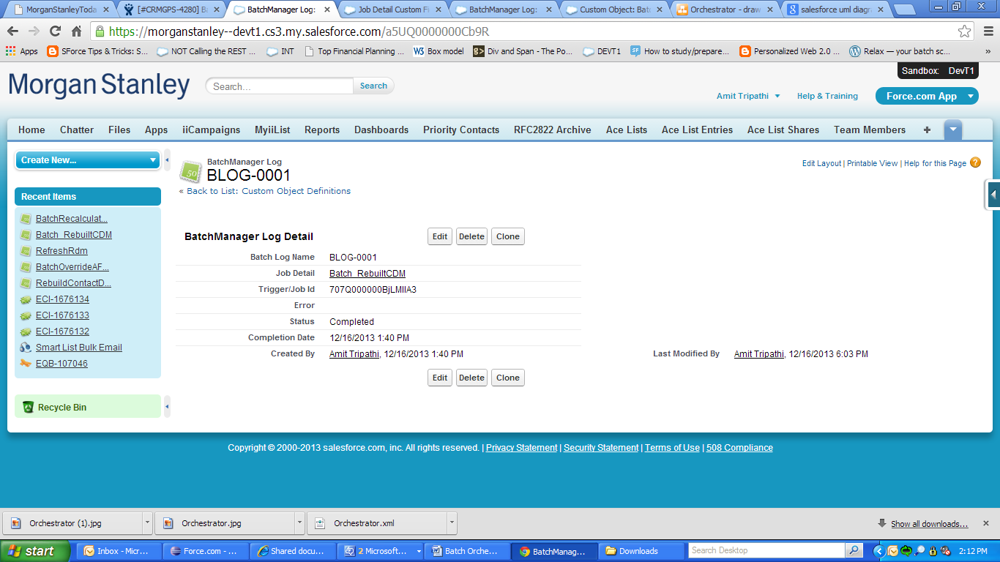 MorganStanleyToda
[#CRMGPS-4280] Ba
BatchManager Log:
Job Detail Custom Fi
BatchManager Log:
Custom Object: Batc
Orchestrator - draw
salesforce uml diagr
https://morganstanley--devt1.cs3.my.salesforce.com/a5UQ0000000Cb9R
Apps
SForce Tips & Tricks: S...
NOT Calling the REST ...
INT
Top Financial Planning ...
W3 Box model
Div and Span - The Po...
DEVT1
SF How to study/prepare...
Personalized Web 2.0 ...
Relax — your batch sc...
»
Sandbox: DevT1
Morgan Stanley
Search...
Search
Amit Tripathi
Help & Training
Force.com App
Home Chatter Files Apps iiCampaigns MyiiList Reports Dashboards Priority Contacts RFC2822 Archive Ace Lists Ace List Entries Ace List Shares Team Members +
Create New...
Recent Items
BatchRecalculat...
Batch_RebuiltCDM
RefreshRdm
BatchOverrideAF...
RebuildContactD...
ECI-1676134
ECI-1676133
ECI-1676132
Smart List Bulk Email
EQB-107046
Recycle Bin
50
BatchManager Log
BLOG-0001
« Back to List: Custom Object Definitions
Edit Layout | Printable View | Help for this Page ?
BatchManager Log Detail
Edit Delete Clone
Batch Log Name BLOG-0001
Job Detail Batch_RebuiltCDM
Trigger/Job Id 707Q000000BjLMIIA3
Error
Status Completed
Completion Date 12/16/2013 1:40 PM
Created By Amit Tripathi, 12/16/2013 1:40 PM
Last Modified By Amit Tripathi, 12/16/2013 6:03 PM
Edit Delete Clone
Copyright © 2000-2013 salesforce.com, inc. All rights reserved. | Privacy Statement | Security Statement | Terms of Use | 508 Compliance
Orchestrator (1).jpg
Orchestrator.jpg
Orchestrator.xml
Show all downloads...
start
Inbox - Micr...
Force.com - ...
Shared docu...
2 Microsoft...
Batch Orche...
BatchManag...
Downloads
Search Desktop
2:12 PM